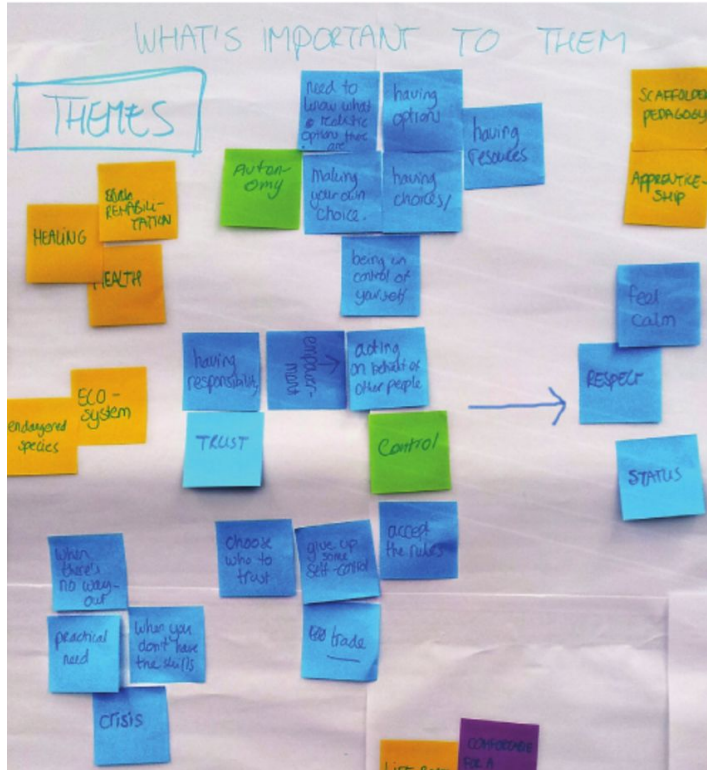 WHAT'S IMPORTANT TO THEM
THEMES
need to
know what
realistic
options there
are
having
options
having
resources
SCAFFOLDED
PEDAGOGY
Auton-
omy
making
your own
choice.
having
choices/
APPRENTICE-
SHIP
REHABILI-
TATION
HEALING
HEALTH
being in
control of
yourself
feel
calm
having
responsibility
empower-
ment
acting
on behalf of
other people
RESPECT
ECO-
SYSTEM
endangered
species
TRUST
Control
STATUS
when
there's
no way-
out
choose
who to
trust
give up
some
self-control
accept
the rules
practical
need
when you
don't have
the skills
trade
crisis
COMFORTABLE
FOR A